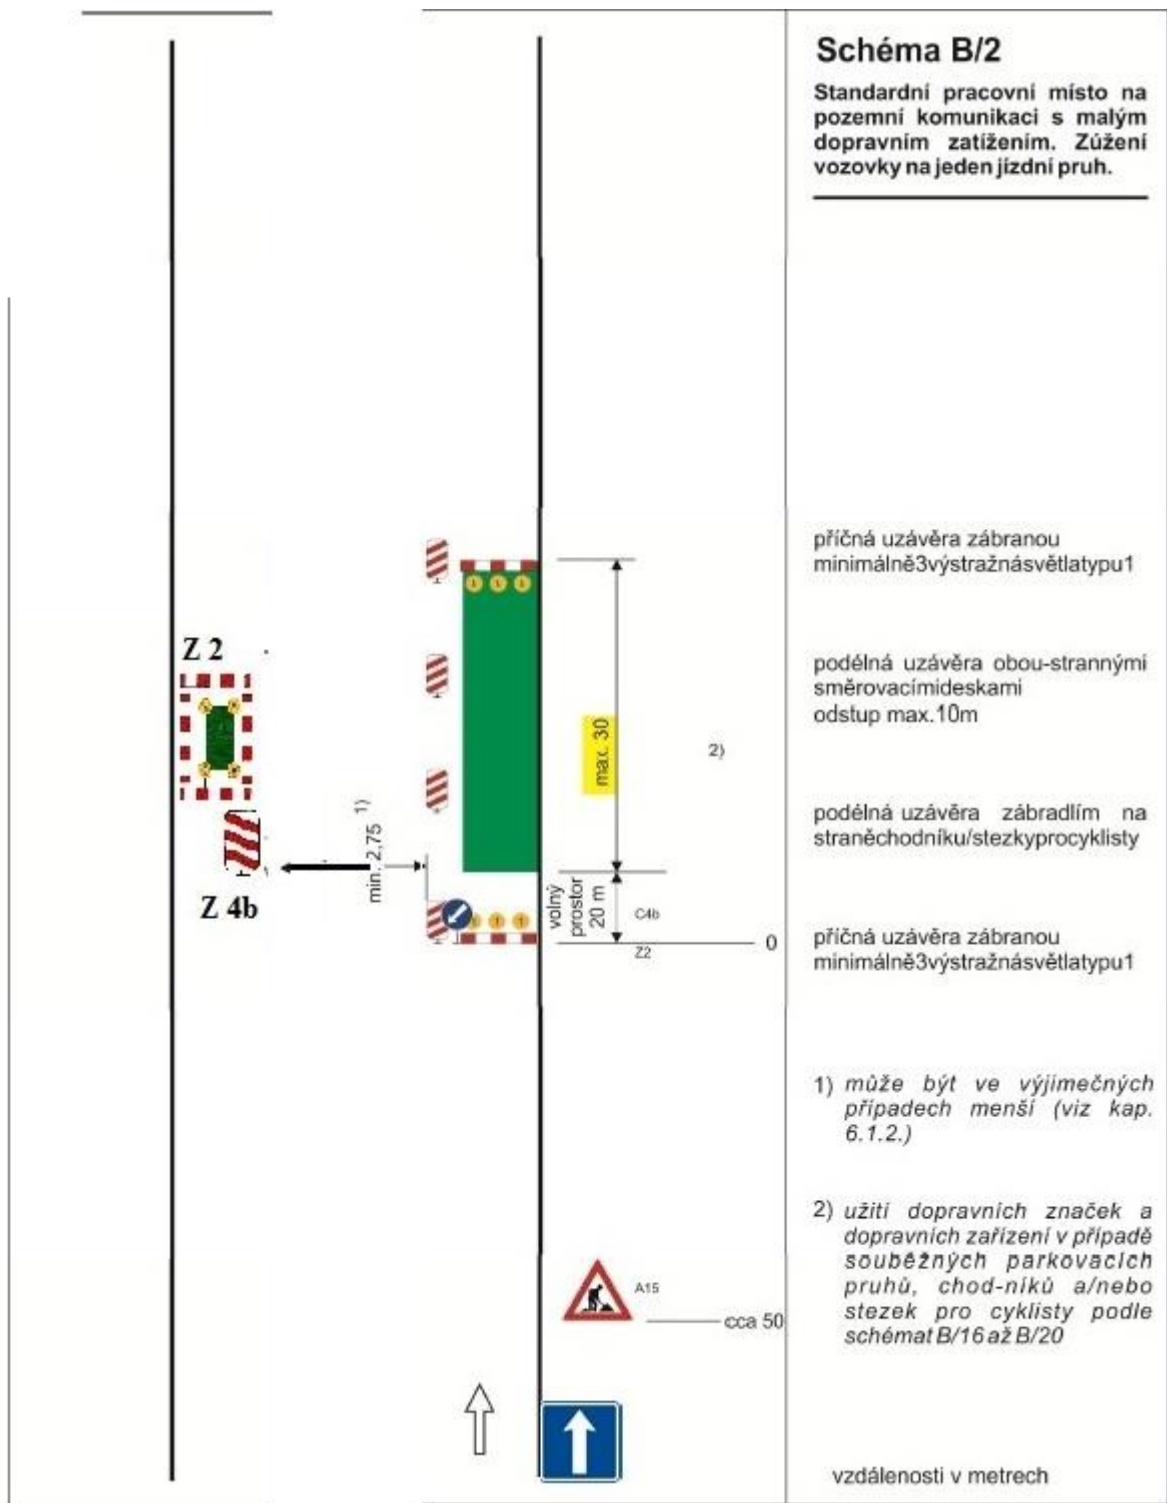 Schéma B/2
Standardní pracovní místo na
pozemní komunikaci s malým
dopravním zatížením. Zúžení
vozovky na jeden jízdní pruh.
příčná uzávěra zábranou
minimálně3výstražnásvětlatypu1
Z 2
podélná uzávěra obou-strannými
směrovacímideskami
odstup max.10m
max. 30
2)
min. 2,75 1)
podélná uzávěra zábradlím na
straněchodníku/stezkyprocyklisty
Z 4b
volný
prostor
20 m
C4b
Z2
0
příčná uzávěra zábranou
minimálně3výstražnásvětlatypu1
1) může být ve výjimečných
případech menší (viz kap.
6.1.2.)
2) užití dopravních značek a
dopravních zařízení v případě
souběžných parkovacích
pruhů, chod-níků a/nebo
stezek pro cyklisty podle
schématB/16 až B/20
A15
cca 50
vzdálenosti v metrech